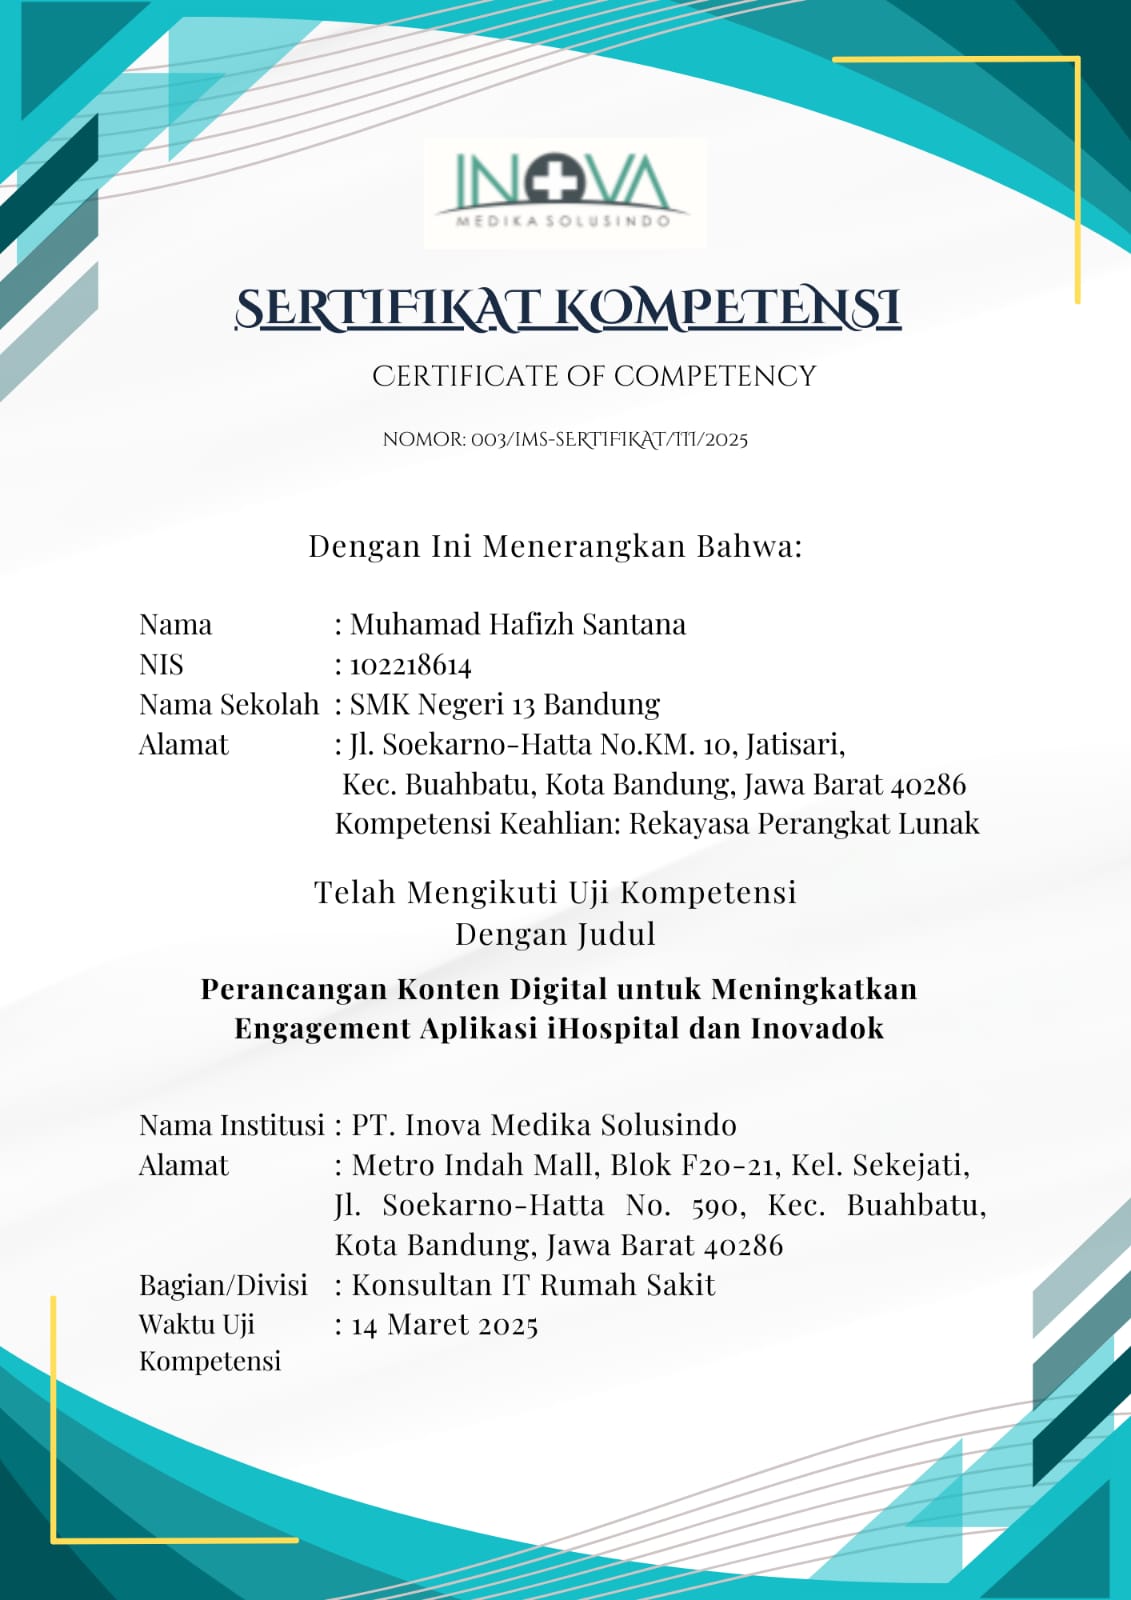 INOVA
MEDIKA SOLUSINDO
SERTIFIKAT KOMPETENSI
CERTIFICATE OF COMPETENCY
NOMOR: 003/IMS-SERTIFIKAT/III/2025
Dengan Ini Menerangkan Bahwa:
Nama : Muhamad Hafizh Santana
NIS : 102218614
Nama Sekolah : SMK Negeri 13 Bandung
Alamat : Jl. Soekarno-Hatta No.KM. 10, Jatisari,
Kec. Buahbatu, Kota Bandung, Jawa Barat 40286
Kompetensi Keahlian: Rekayasa Perangkat Lunak
Telah Mengikuti Uji Kompetensi
Dengan Judul
Perancangan Konten Digital untuk Meningkatkan
Engagement Aplikasi iHospital dan Inovadok
Nama Institusi : PT. Inova Medika Solusindo
Alamat : Metro Indah Mall, Blok F20-21, Kel. Sekejati,
Jl. Soekarno-Hatta No. 590, Kec. Buahbatu,
Kota Bandung, Jawa Barat 40286
Bagian/Divisi : Konsultan IT Rumah Sakit
Waktu Uji : 14 Maret 2025
Kompetensi